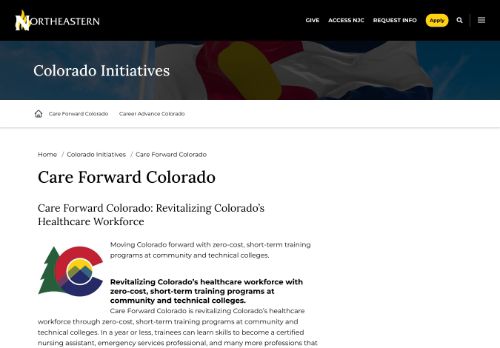 NORTHEASTERN
GIVE
ACCESS NJC
REQUEST INFO
Apply
Colorado Initiatives
Care Forward Colorado
Career Advance Colorado
Home / Colorado Initiatives / Care Forward Colorado
Care Forward Colorado
Care Forward Colorado: Revitalizing Colorado’s
Healthcare Workforce
Moving Colorado forward with zero-cost, short-term training
programs at community and technical colleges.
Revitalizing Colorado’s healthcare workforce with
zero-cost, short-term training programs at
community and technical colleges.
Care Forward Colorado is revitalizing Colorado’s healthcare
workforce through zero-cost, short-term training programs at community and
technical colleges. In a year or less, trainees can learn skills to become a certified
nursing assistant, emergency services professional, and many more professions that